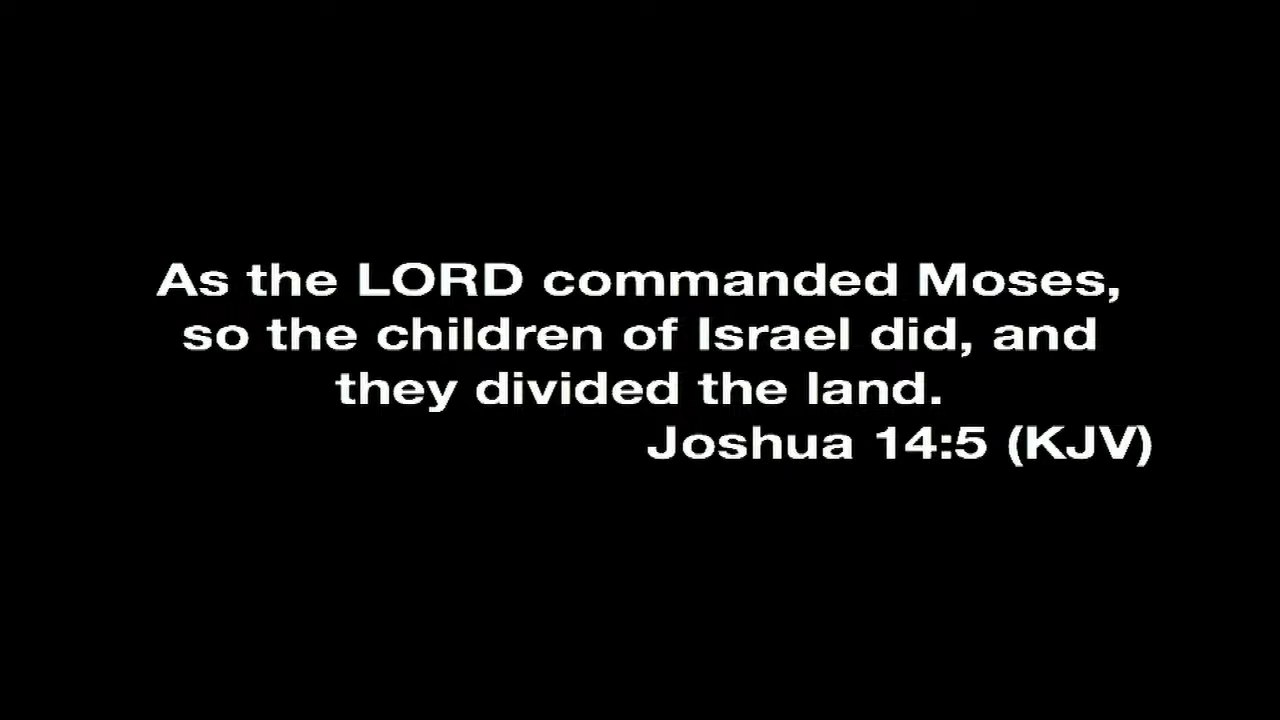 As the LORD commanded Moses,
so the children of Israel did, and
they divided the land.
Joshua 14:5 (KJV)